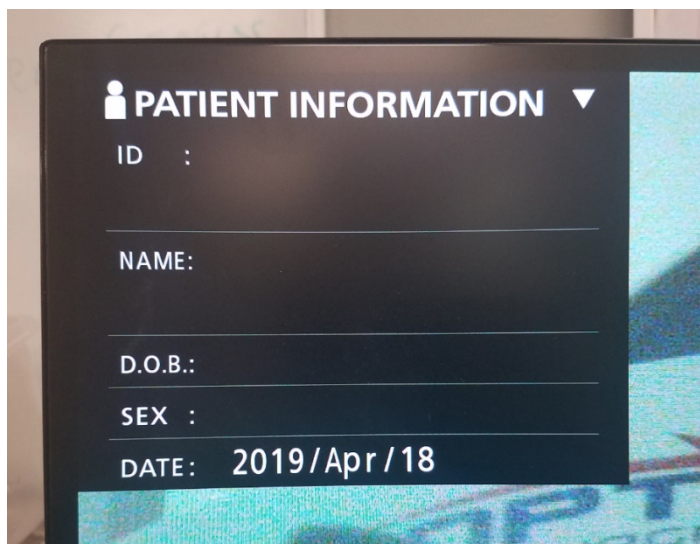 PATIENT INFORMATION ▼
ID :
NAME:
D.O.B.:
SEX :
DATE: 2019/Apr/18